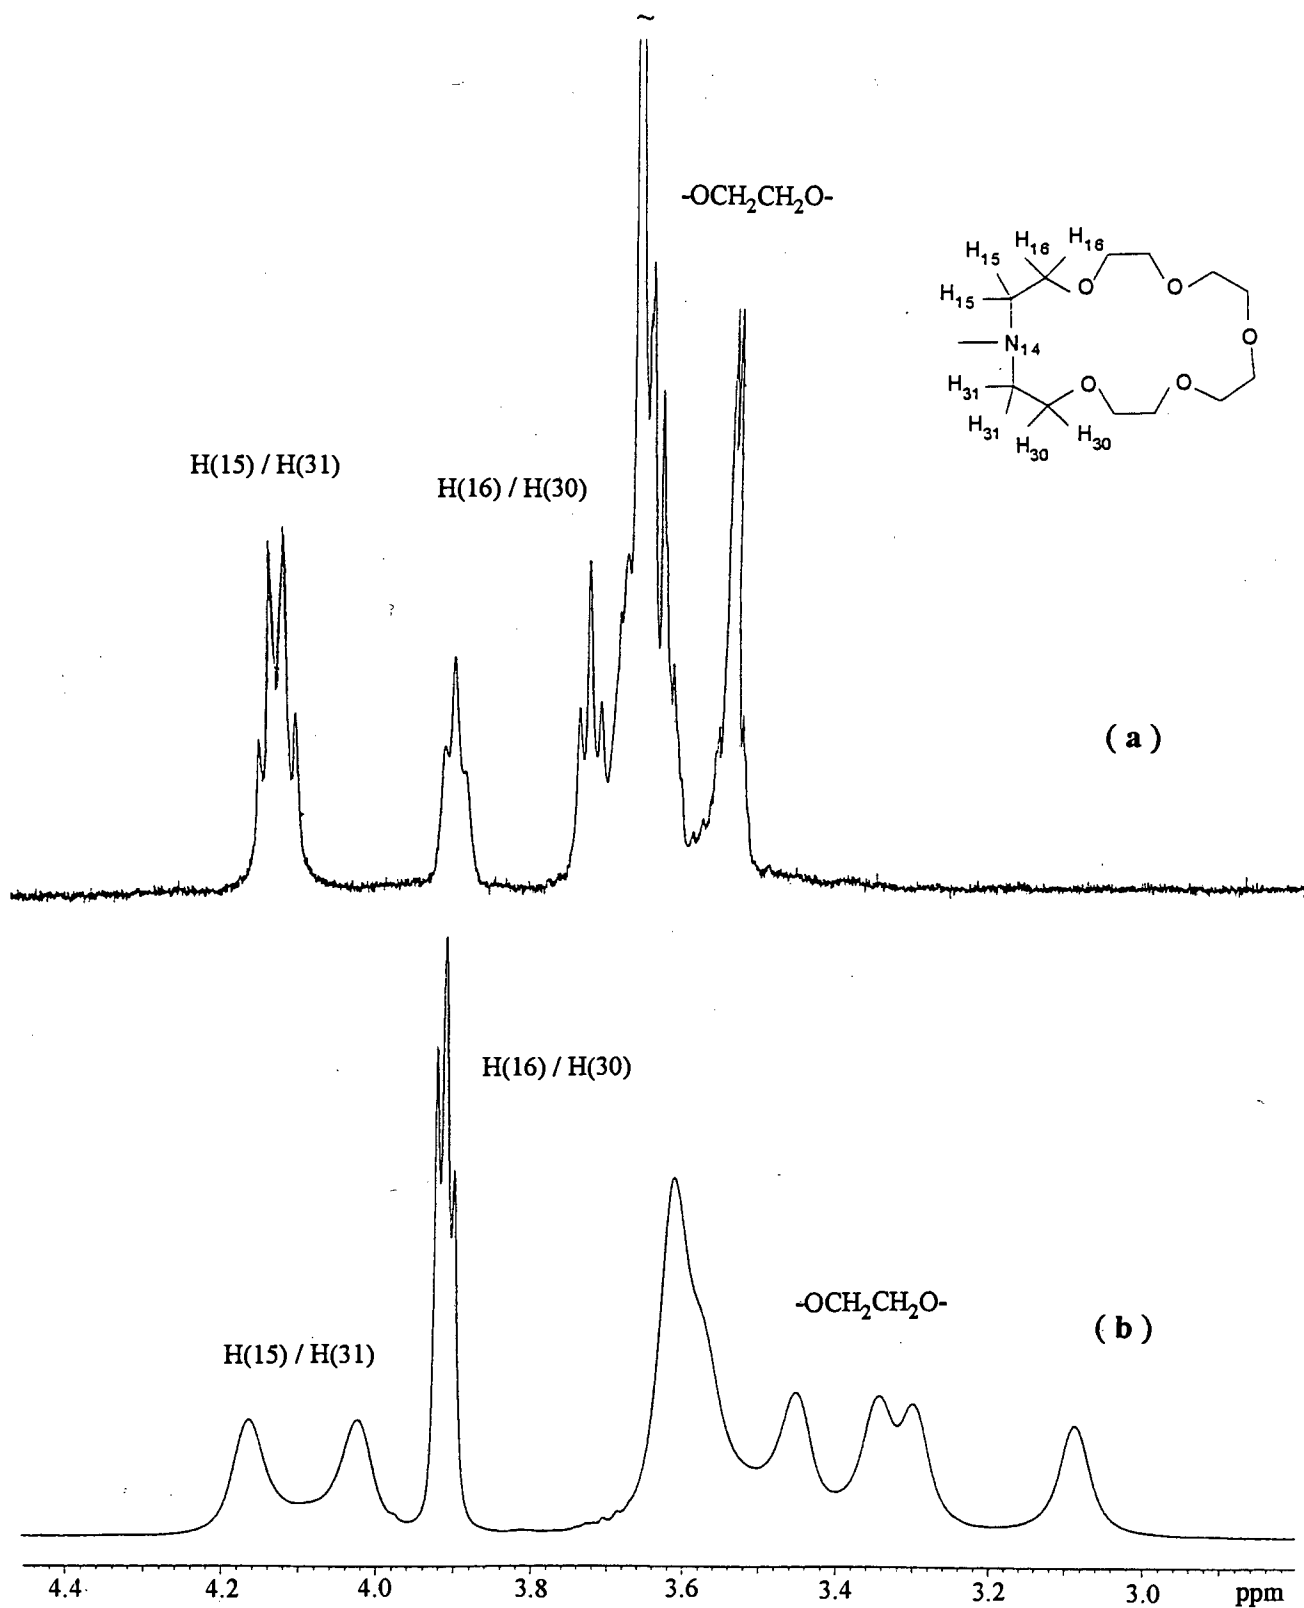 ~
-OCH₂CH₂O-
H₁₆ H₁₆
H₁₅
H₁₅
O O
O
N₁₄
H₃₁ O O
H₃₁ H₃₀ H₃₀
H(15) / H(31)
H(16) / H(30)
( a )
H(16) / H(30)
-OCH₂CH₂O-
( b )
H(15) / H(31)
4.4 4.2 4.0 3.8 3.6 3.4 3.2 3.0 ppm